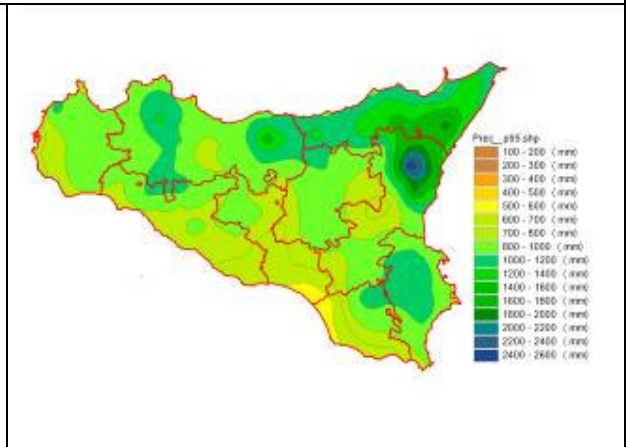 100 - 200 (mm)
200 - 300 (mm)
300 - 400 (mm)
400 - 500 (mm)
500 - 600 (mm)
600 - 700 (mm)
700 - 800 (mm)
800 - 1000 (mm)
1000 - 1200 (mm)
1200 - 1400 (mm)
1400 - 1600 (mm)
1600 - 1800 (mm)
1800 - 2000 (mm)
2000 - 2200 (mm)
2200 - 2400 (mm)
2400 - 2600 (mm)